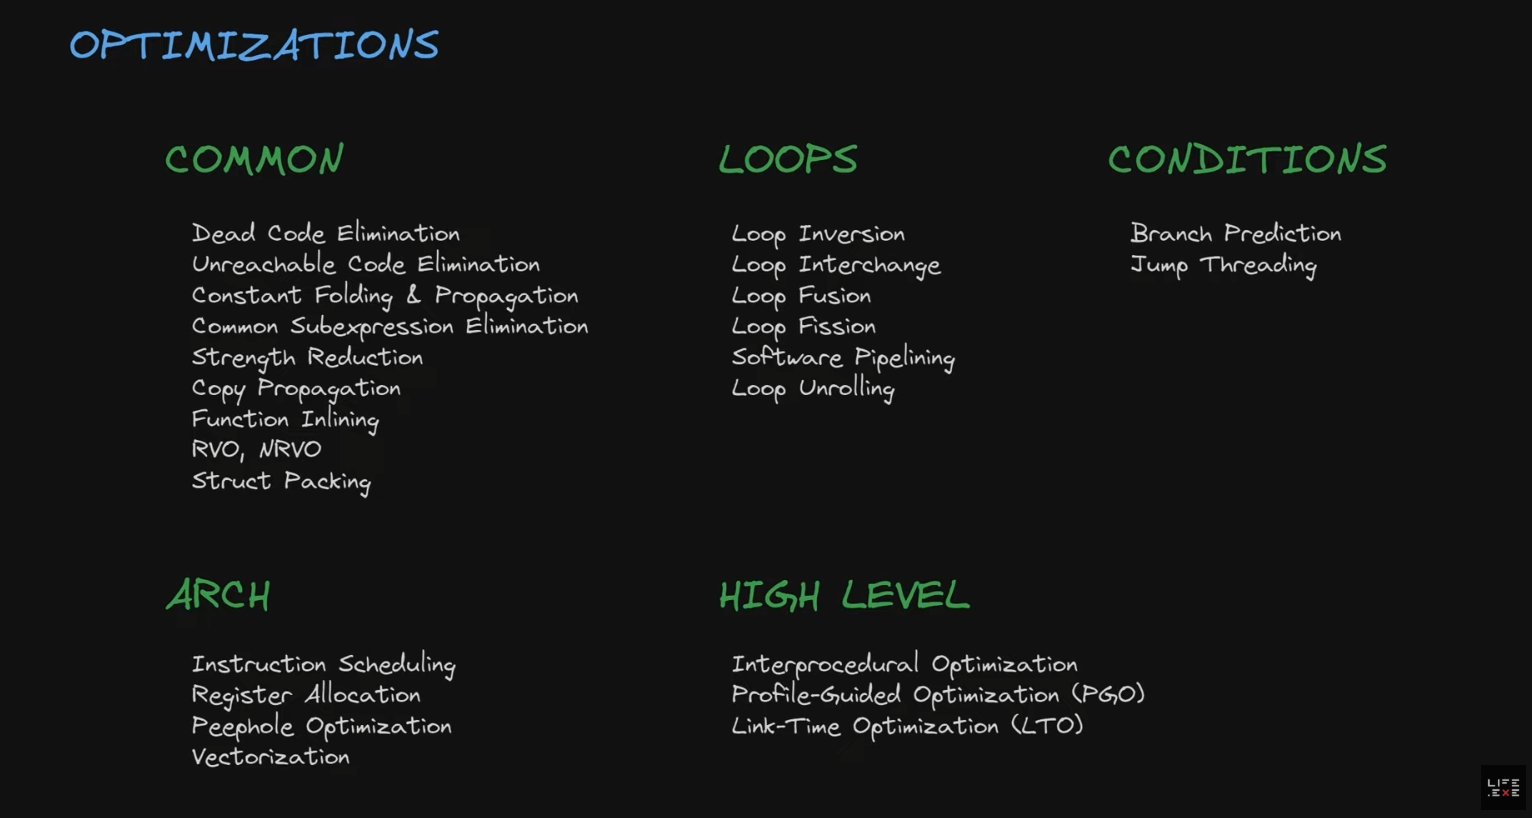 OPTIMIZATIONS
COMMON
Dead Code Elimination
Unreachable Code Elimination
Constant Folding & Propagation
Common Subexpression Elimination
Strength Reduction
Copy Propagation
Function Inlining
RVO, NRVO
Struct Packing
LOOPS
Loop Inversion
Loop Interchange
Loop Fusion
Loop Fission
Software Pipelining
Loop Unrolling
CONDITIONS
Branch Prediction
Jump Threading
ARCH
Instruction Scheduling
Register Allocation
Peephole Optimization
Vectorization
HIGH LEVEL
Interprocedural Optimization
Profile-Guided Optimization (PGO)
Link-Time Optimization (LTO)
LIFE
.EXE